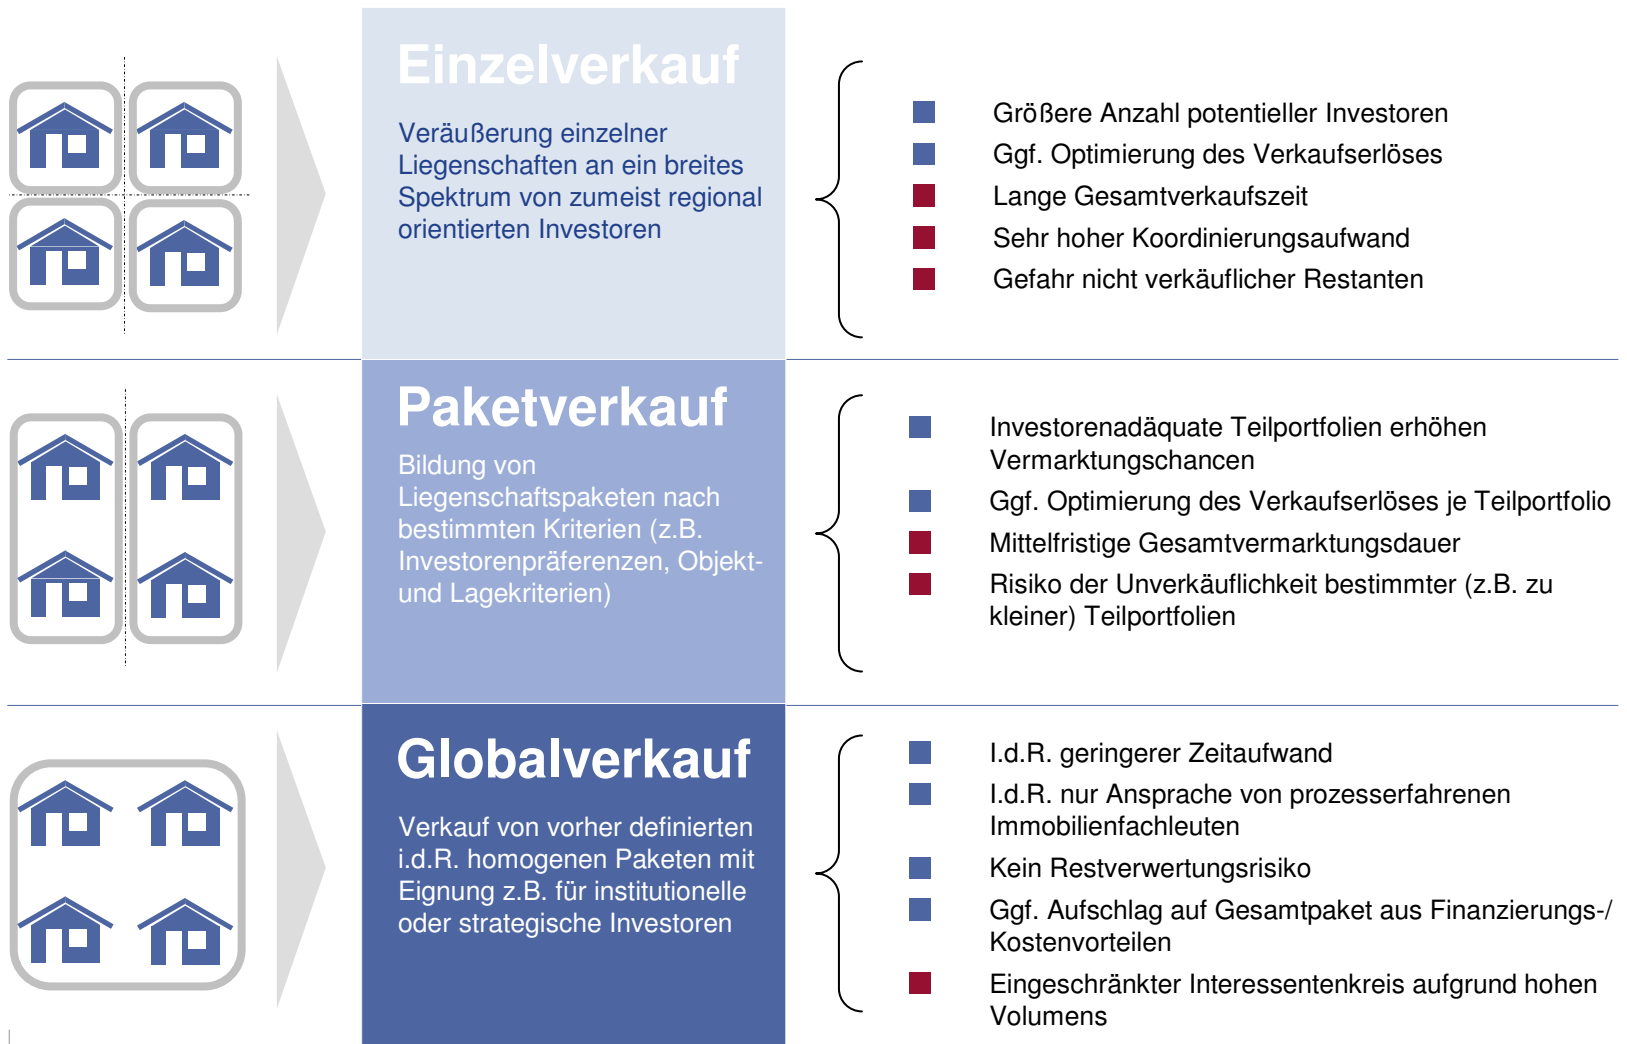 Einzelverkauf
Veräußerung einzelner
Liegenschaften an ein breites
Spektrum von zumeist regional
orientierten Investoren
Größere Anzahl potentieller Investoren
Ggf. Optimierung des Verkaufserlöses
Lange Gesamtverkaufszeit
Sehr hoher Koordinierungsaufwand
Gefahr nicht verkäuflicher Restanten
Paketverkauf
Bildung von
Liegenschaftspaketen nach
bestimmten Kriterien (z.B.
Investorenpräferenzen, Objekt-
und Lagekriterien)
Investorenadäquate Teilportfolien erhöhen
Vermarktungschancen
Ggf. Optimierung des Verkaufserlöses je Teilportfolio
Mittelfristige Gesamtvermarktungsdauer
Risiko der Unverkäuflichkeit bestimmter (z.B. zu
kleiner) Teilportfolien
Globalverkauf
Verkauf von vorher definierten
i.d.R. homogenen Paketen mit
Eignung z.B. für institutionelle
oder strategische Investoren
I.d.R. geringerer Zeitaufwand
I.d.R. nur Ansprache von prozesserfahrenen
Immobilienfachleuten
Kein Restverwertungsrisiko
Ggf. Aufschlag auf Gesamtpaket aus Finanzierungs-/
Kostenvorteilen
Eingeschränkter Interessentenkreis aufgrund hohen
Volumens